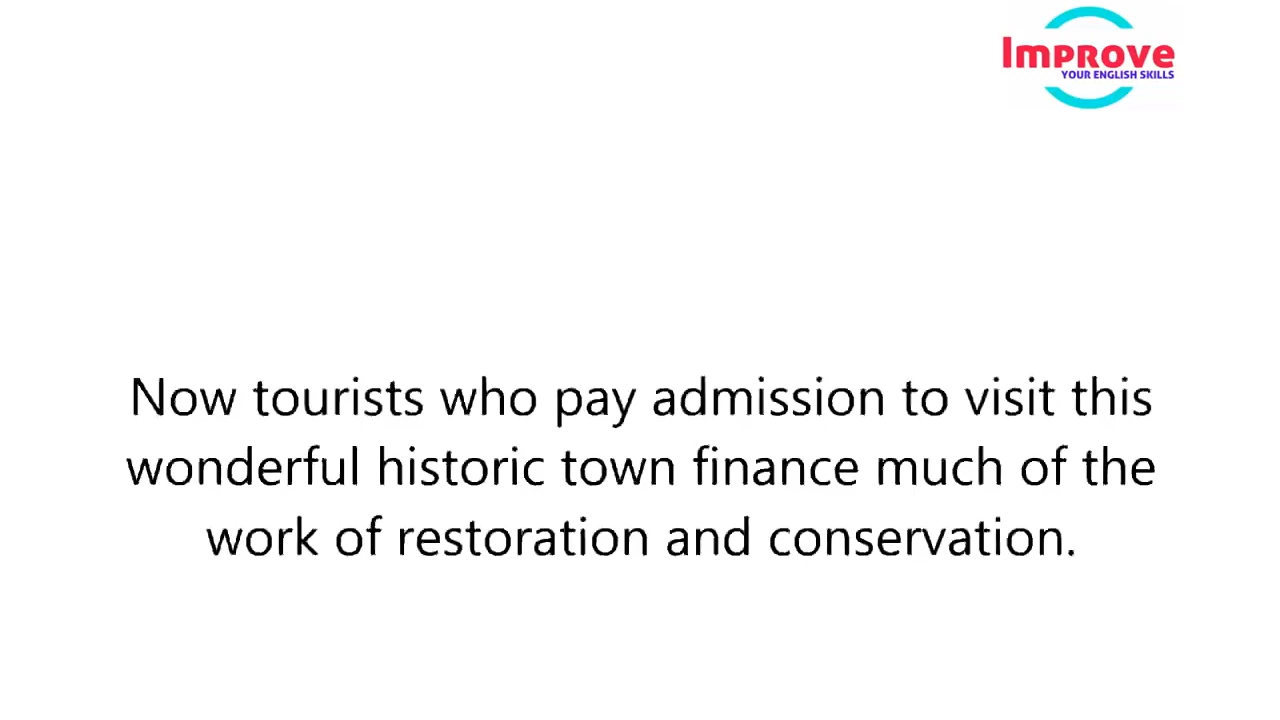 Improve
YOUR ENGLISH SKILLS
Now tourists who pay admission to visit this
wonderful historic town finance much of the
work of restoration and conservation.